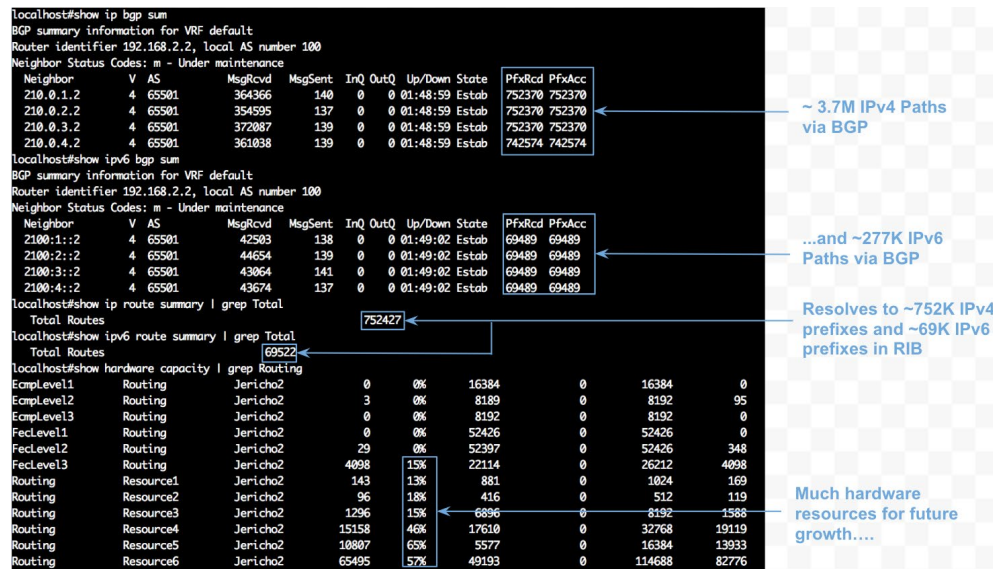 localhost#show ip bgp sum
BGP summary information for VRF default
Router identifier 192.168.2.2, local AS number 100
Neighbor Status Codes: m - Under maintenance
Neighbor V AS MsgRcvd MsgSent InQ OutQ Up/Down State PfxRcd PfxAcc
210.0.1.2 4 65501 364366 140 0 0 01:48:59 Estab 752370 752370
210.0.2.2 4 65501 354595 137 0 0 01:48:59 Estab 752370 752370
210.0.3.2 4 65501 372087 139 0 0 01:48:59 Estab 752370 752370
210.0.4.2 4 65501 361038 139 0 0 01:48:59 Estab 742574 742574
~ 3.7M IPv4 Paths
via BGP
localhost#show ipv6 bgp sum
BGP summary information for VRF default
Router identifier 192.168.2.2, local AS number 100
Neighbor Status Codes: m - Under maintenance
Neighbor V AS MsgRcvd MsgSent InQ OutQ Up/Down State PfxRcd PfxAcc
2100:1::2 4 65501 42503 138 0 0 01:49:02 Estab 69489 69489
2100:2::2 4 65501 44654 139 0 0 01:49:02 Estab 69489 69489
2100:3::2 4 65501 43064 141 0 0 01:49:02 Estab 69489 69489
2100:4::2 4 65501 43674 137 0 0 01:49:02 Estab 69489 69489
...and ~277K IPv6
Paths via BGP
localhost#show ip route summary | grep Total
Total Routes 752427
localhost#show ipv6 route summary | grep Total
Total Routes 69522
Resolves to ~752K IPv4
prefixes and ~69K IPv6
prefixes in RIB
localhost#show hardware capacity | grep Routing
EcmpLevel1 Routing Jericho2 0 0% 16384 0 16384 0
EcmpLevel2 Routing Jericho2 3 0% 8189 0 8192 95
EcmpLevel3 Routing Jericho2 0 0% 8192 0 8192 0
FecLevel1 Routing Jericho2 0 0% 52426 0 52426 0
FecLevel2 Routing Jericho2 29 0% 52397 0 52426 348
FecLevel3 Routing Jericho2 4098 15% 22114 0 26212 4098
Routing Resource1 Jericho2 143 13% 881 0 1024 169
Routing Resource2 Jericho2 96 18% 416 0 512 119
Routing Resource3 Jericho2 1296 15% 6896 0 8192 1588
Routing Resource4 Jericho2 15158 46% 17610 0 32768 19119
Routing Resource5 Jericho2 10807 65% 5577 0 16384 13933
Routing Resource6 Jericho2 65495 57% 49193 0 114688 82776
Much hardware
resources for future
growth....